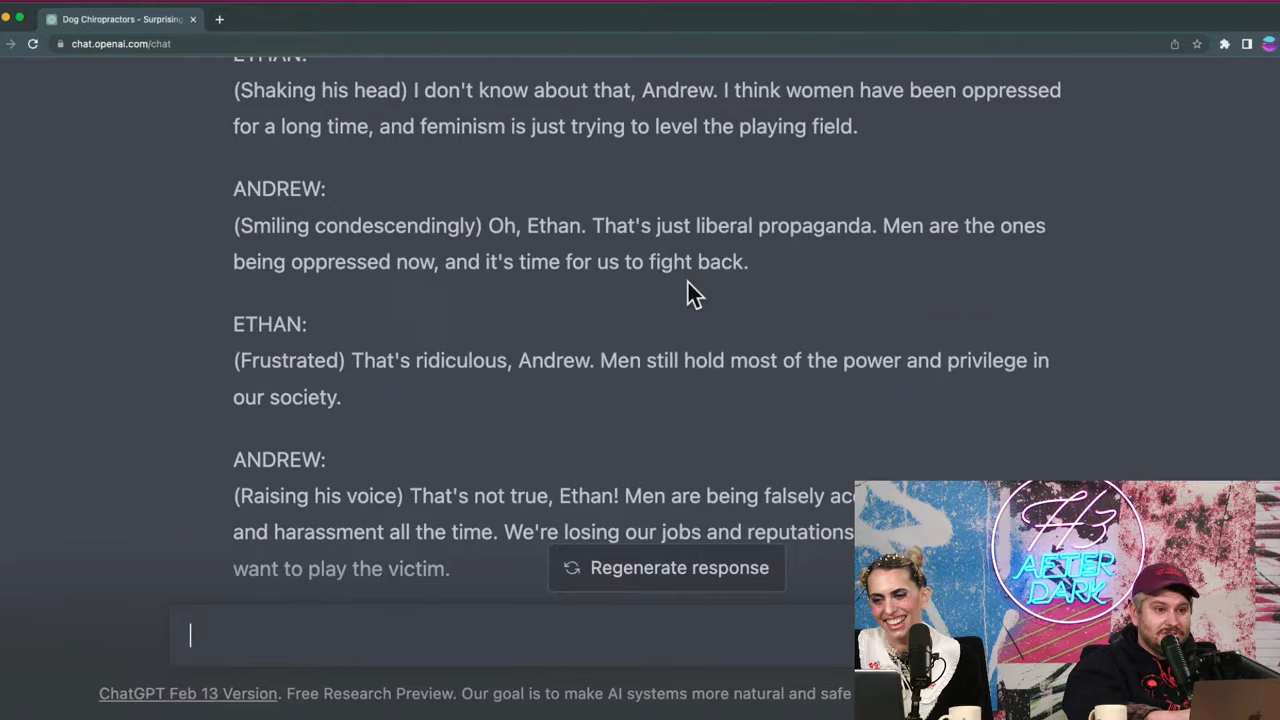 Dog Chiropractors - Surprising
chat.openai.com/chat
ETHAN:
(Shaking his head) I don't know about that, Andrew. I think women have been oppressed
for a long time, and feminism is just trying to level the playing field.
ANDREW:
(Smiling condescendingly) Oh, Ethan. That's just liberal propaganda. Men are the ones
being oppressed now, and it's time for us to fight back.
ETHAN:
(Frustrated) That's ridiculous, Andrew. Men still hold most of the power and privilege in
our society.
ANDREW:
(Raising his voice) That's not true, Ethan! Men are being falsely
and harassment all the time. We're losing our jobs and reputations
want to play the victim.
Regenerate response
ChatGPT Feb 13 Version. Free Research Preview. Our goal is to make AI systems more natural and safe
H3
AFTER
DARK